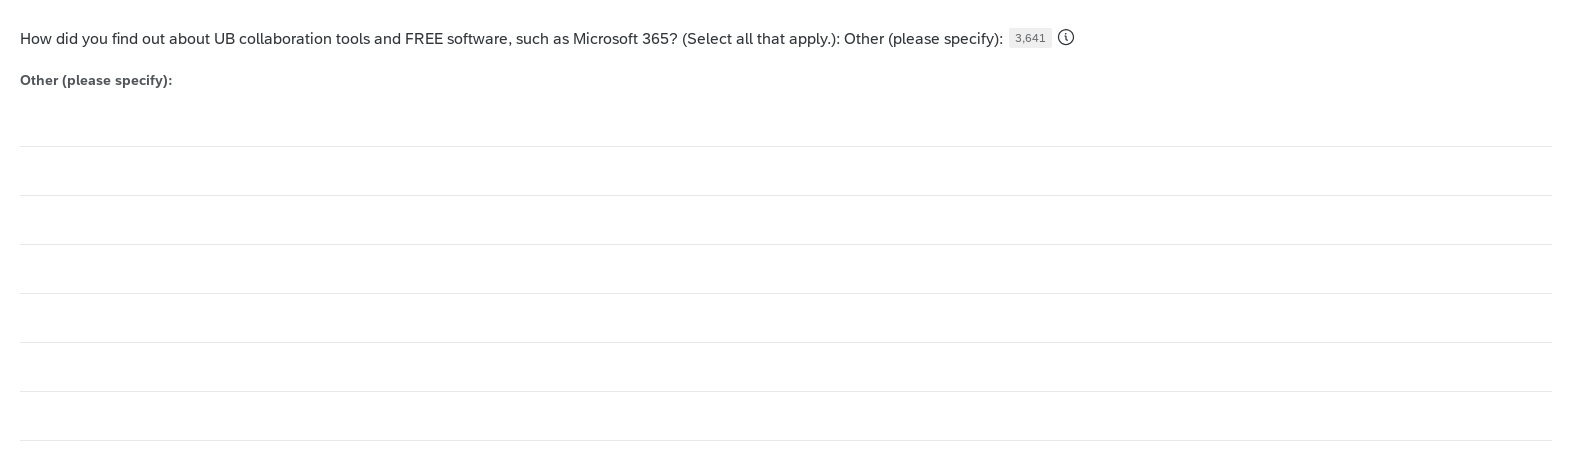 How did you find out about UB collaboration tools and FREE software, such as Microsoft 365? (Select all that apply.): Other (please specify): 3,641
Other (please specify):